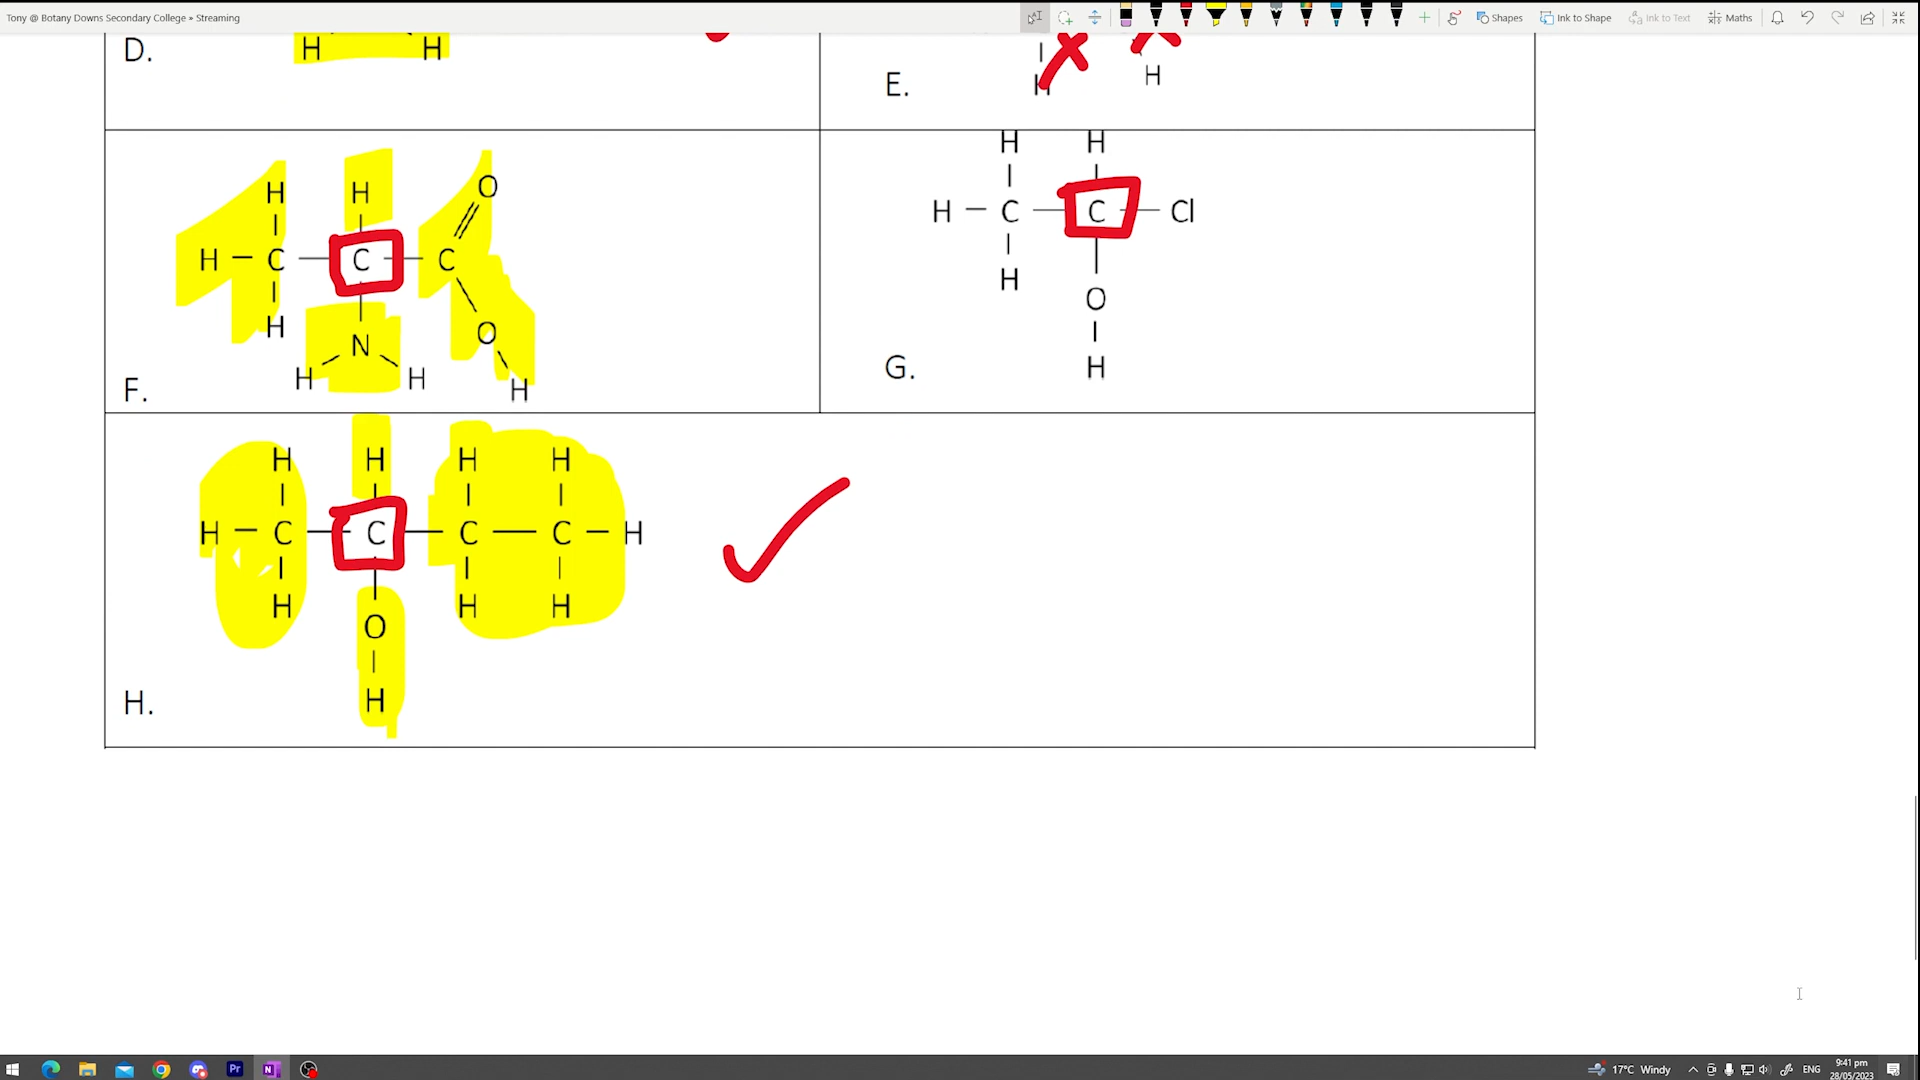 Tony @ Botany Downs Secondary College » Streaming
Shapes
Ink to Shape
Ink to Text
Maths
D.
H H
E.
H
H
F.
H H O
H C C C
H N O
H H H
G.
H H
H C C Cl
H O
H
H.
H H H H
H C C C C H
H O H H
H
Pr
N
17°C Windy
ENG
9:41 pm
28/05/2023